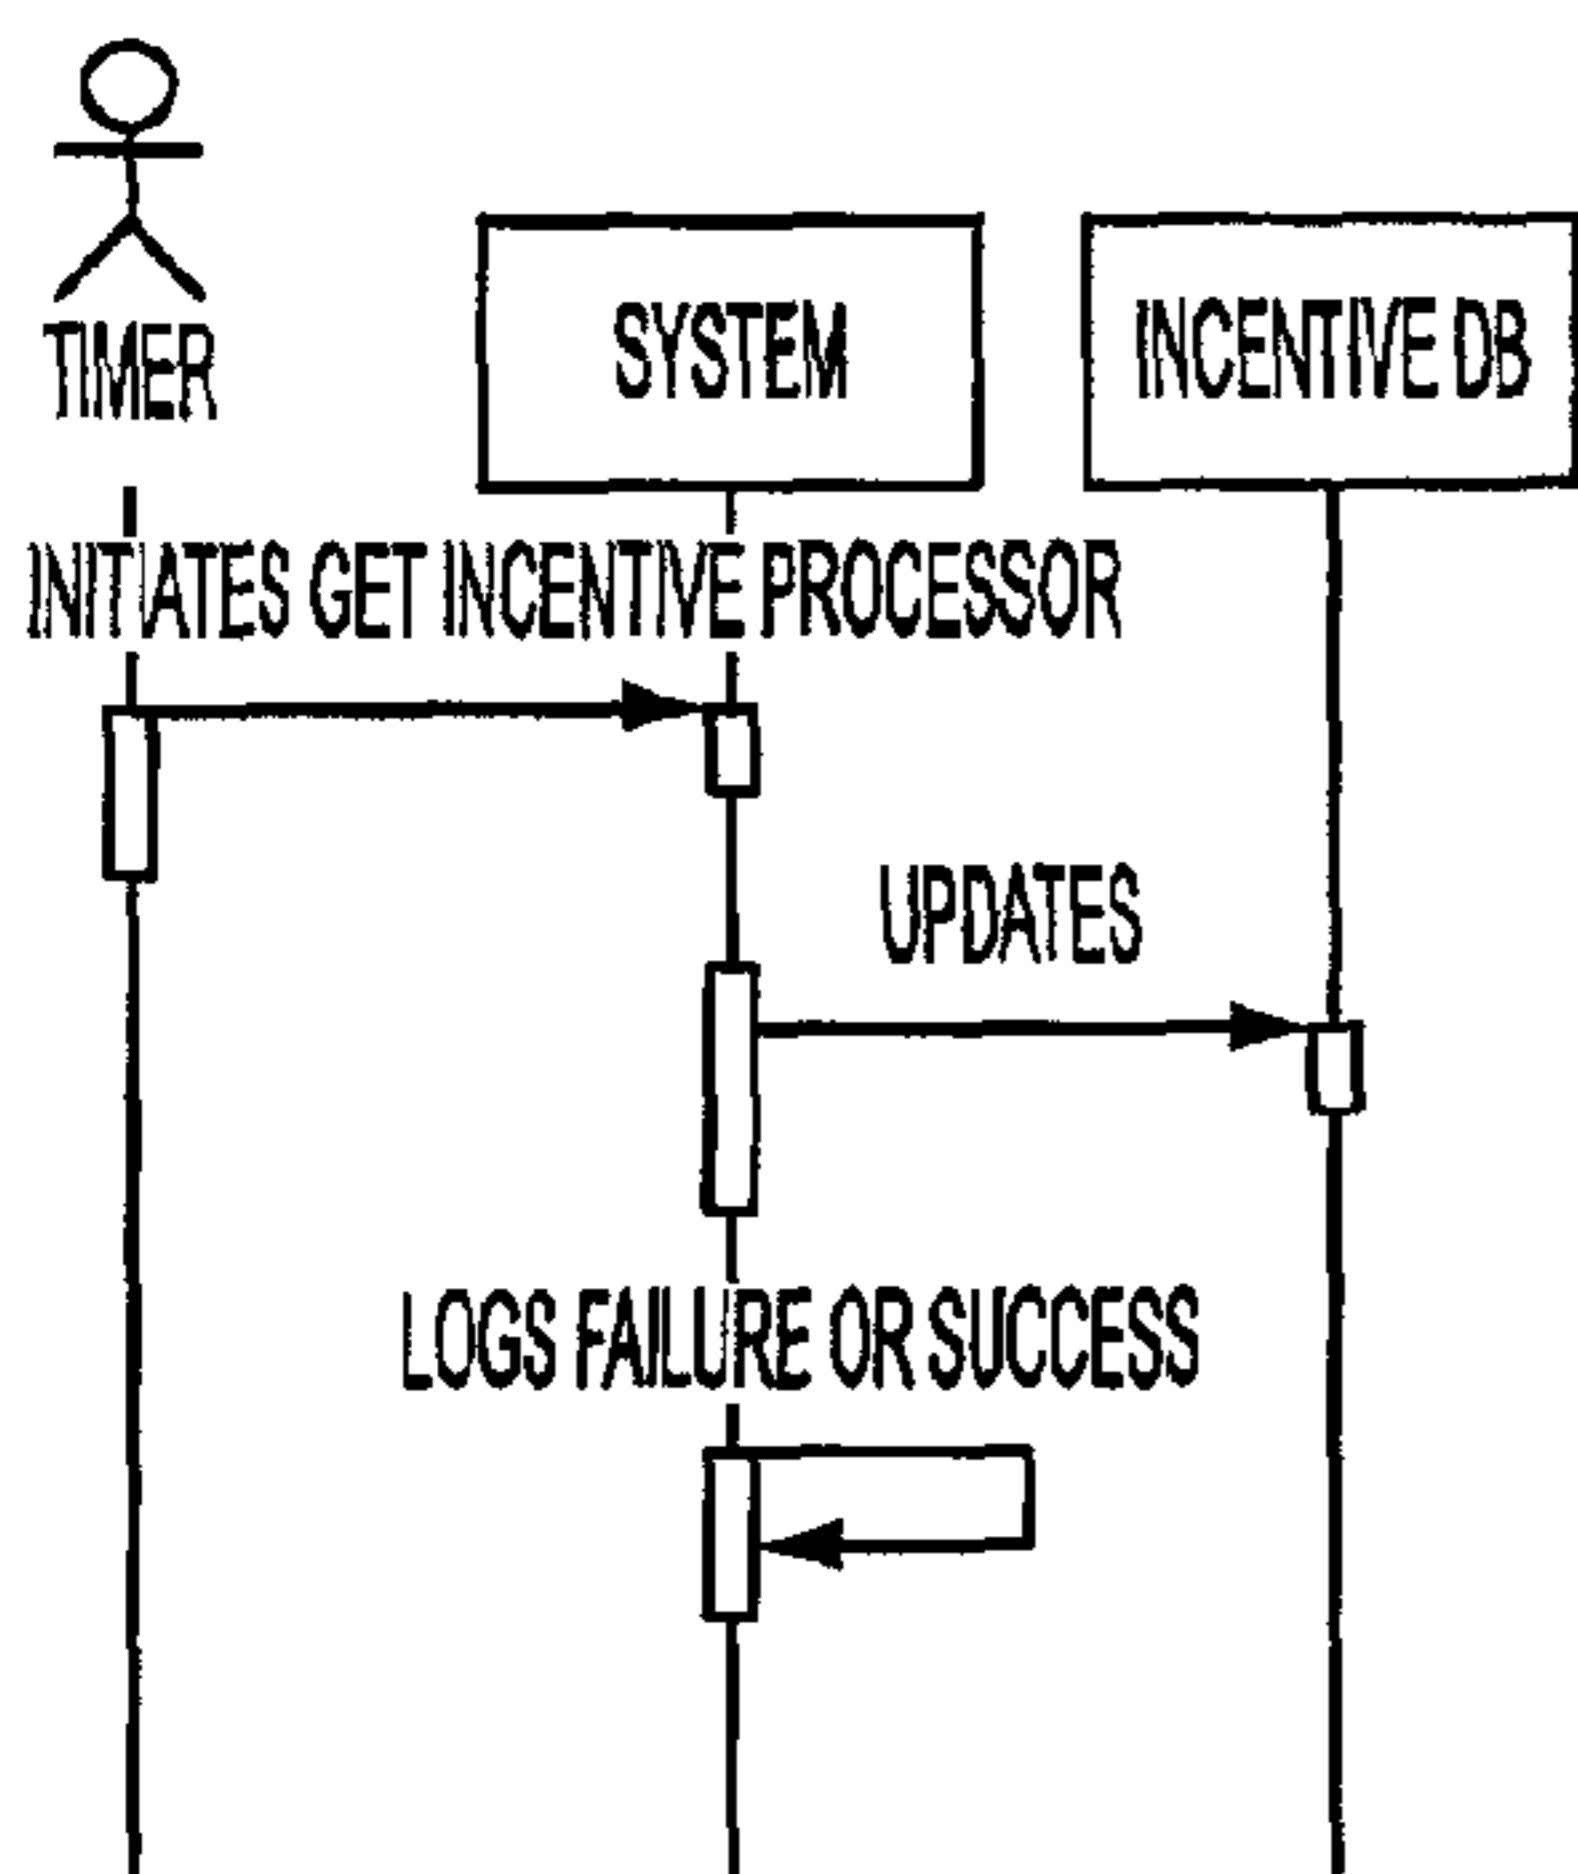 TIMER
SYSTEM
INCENTIVE DB
INITIATES GET INCENTIVE PROCESSOR
UPDATES
LOGS FAILURE OR SUCCESS